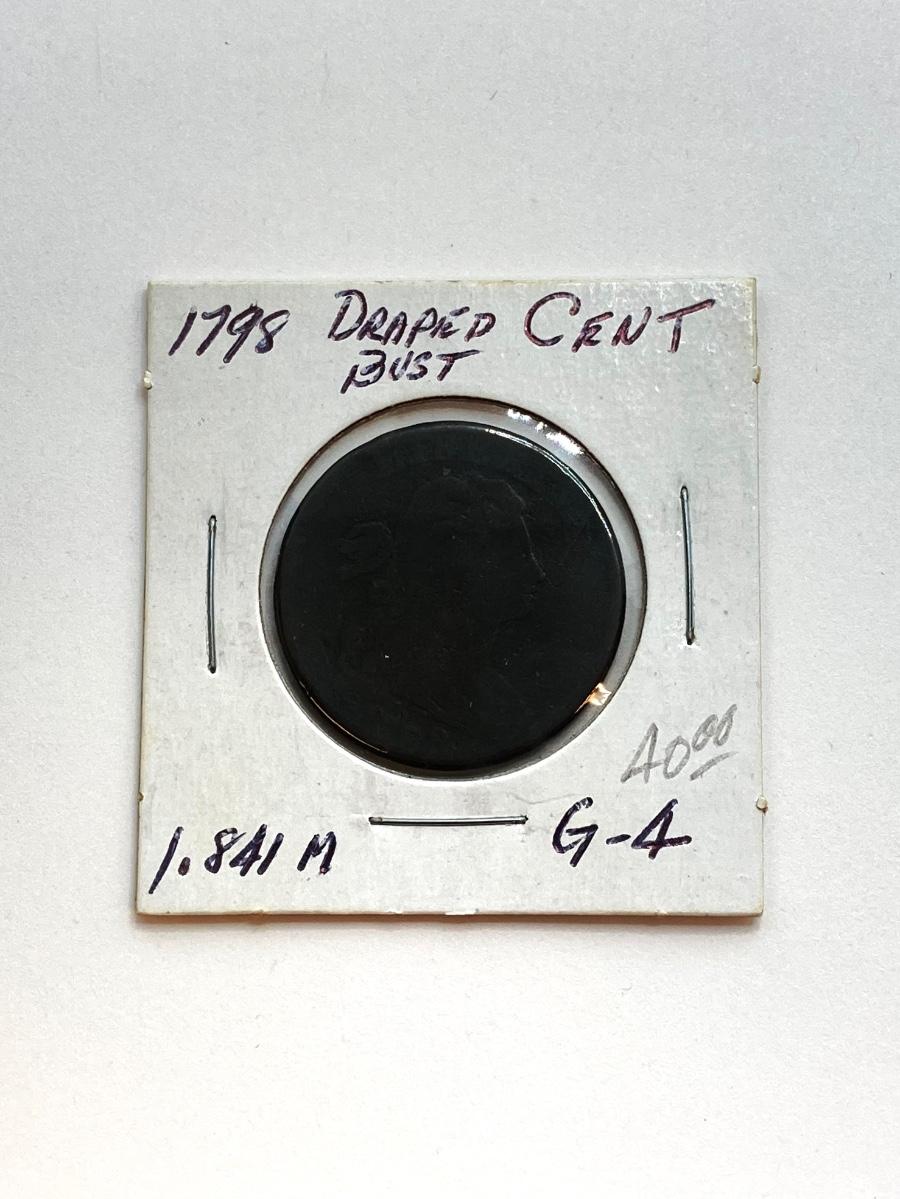 1798 DRAPED CENT
BUST
40⁰⁰
1.841 M G-4